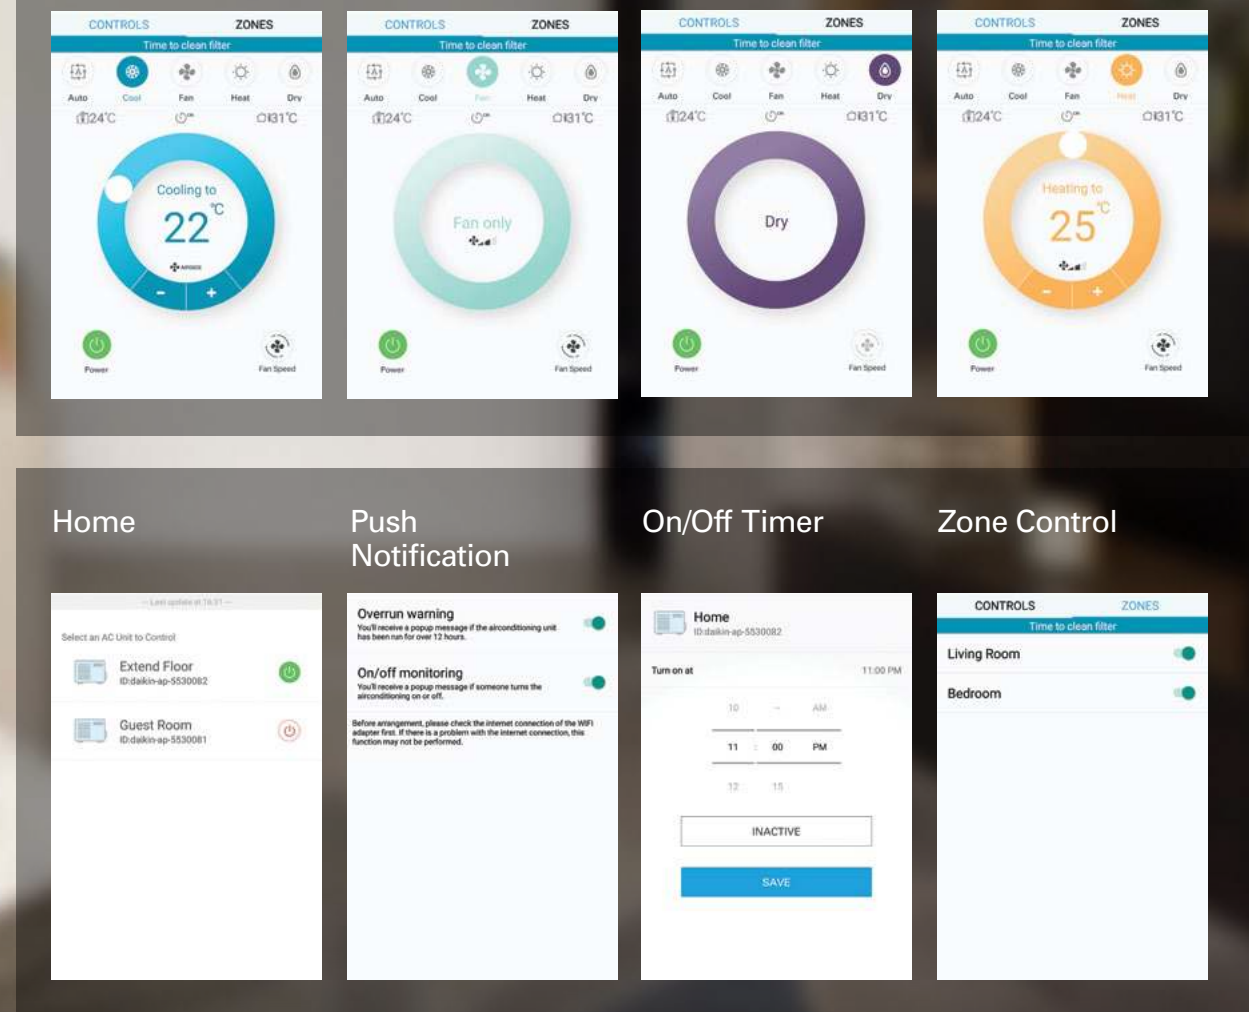 CONTROLS ZONES
Time to clean filter
Auto Cool Fan Heat Dry
24°C 31°C
Cooling to
22°C
Power Fan Speed
CONTROLS ZONES
Time to clean filter
Auto Cool Fan Heat Dry
24°C 31°C
Fan only
Power Fan Speed
CONTROLS ZONES
Time to clean filter
Auto Cool Fan Heat Dry
24°C 31°C
Dry
Power Fan Speed
CONTROLS ZONES
Time to clean filter
Auto Cool Fan Heat Dry
24°C 31°C
Heating to
25°C
- +
Power Fan Speed
Home
— Last update at 16:31 —
Select an AC Unit to Control
Extend Floor
ID:daikin-ap-5530082
Guest Room
ID:daikin-ap-5530081
Push
Notification
Overrun warning
You'll receive a popup message if the airconditioning unit
has been run for over 12 hours.
On/off monitoring
You'll receive a popup message if someone turns the
airconditioning on or off.
Before arrangement, please check the internet connection of the WIFI
adapter first. If there is a problem with the internet connection, this
function may not be performed.
On/Off Timer
Home
ID:daikin-ap-5530082
Turn on at 11:00 PM
10 -- AM
11 : 00 PM
12 15
INACTIVE
SAVE
Zone Control
CONTROLS ZONES
Time to clean filter
Living Room
Bedroom